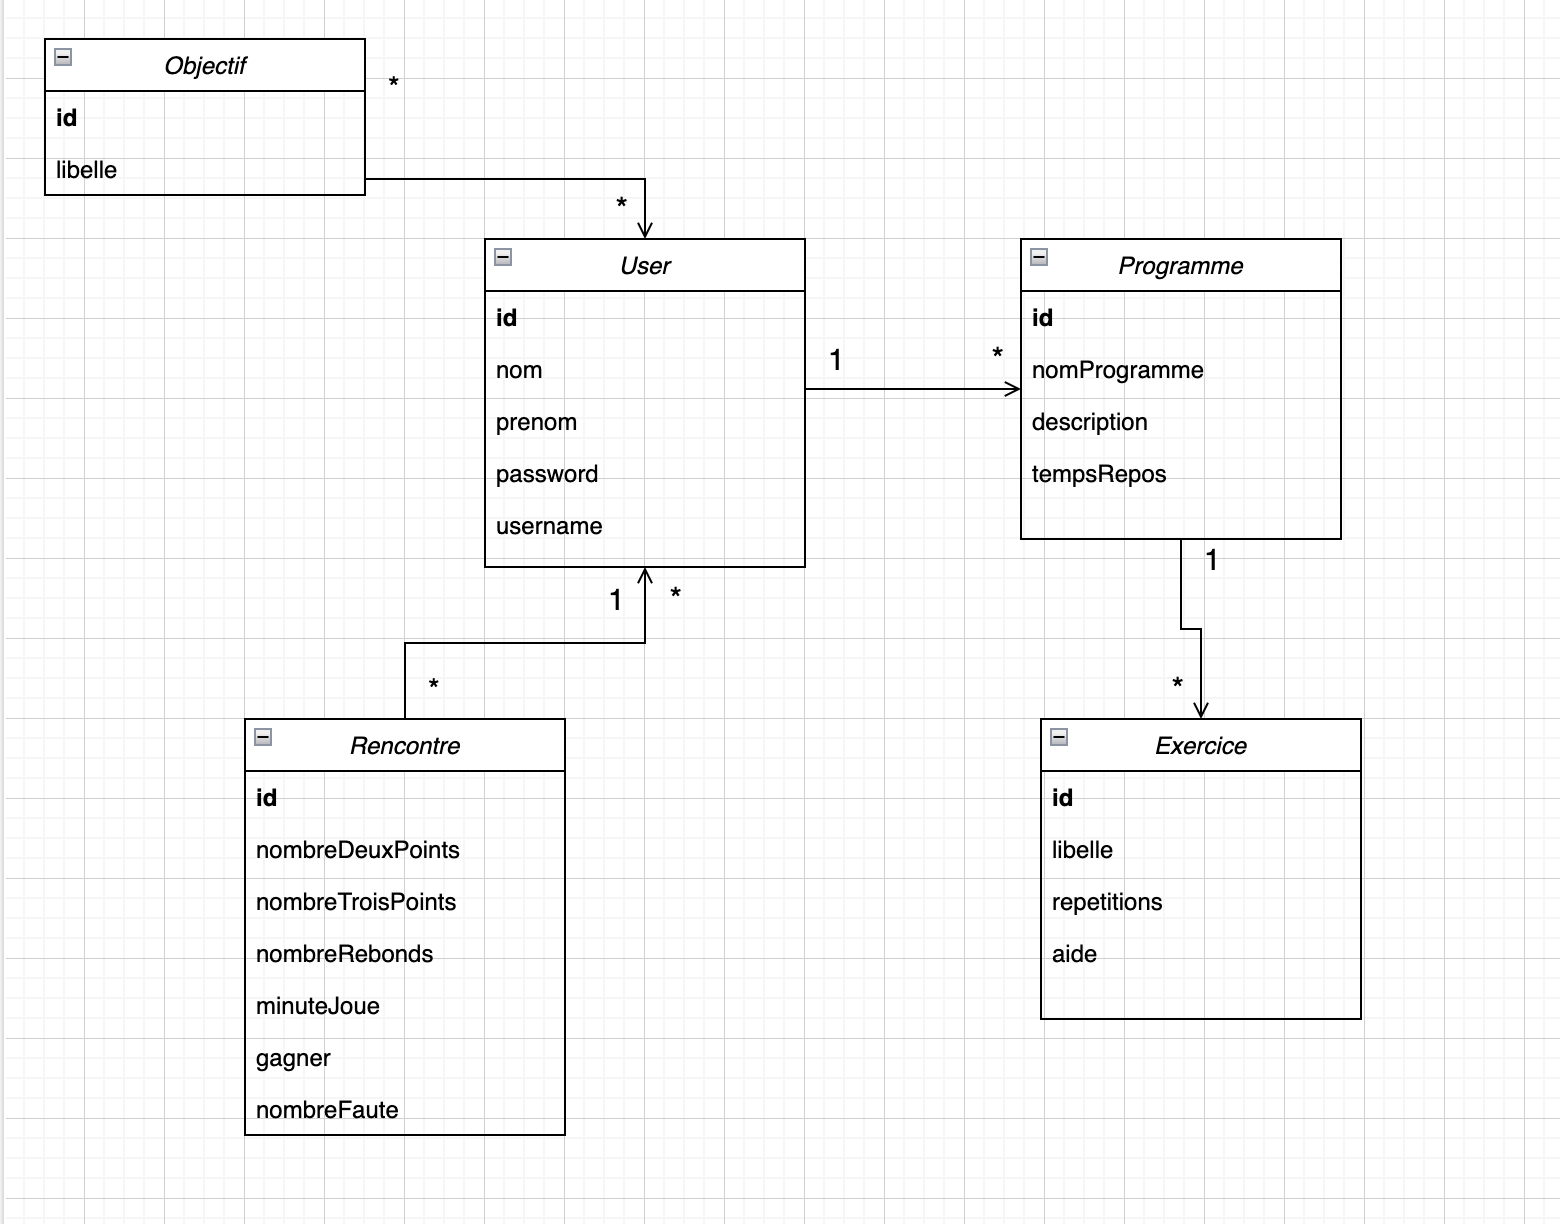 Objectif
*
id
libelle
*
User
id
nom
prenom
password
username
1
*
Programme
id
nomProgramme
description
tempsRepos
1
*
1
*
*
Rencontre
id
nombreDeuxPoints
nombreTroisPoints
nombreRebonds
minuteJoue
gagner
nombreFaute
Exercice
id
libelle
repetitions
aide